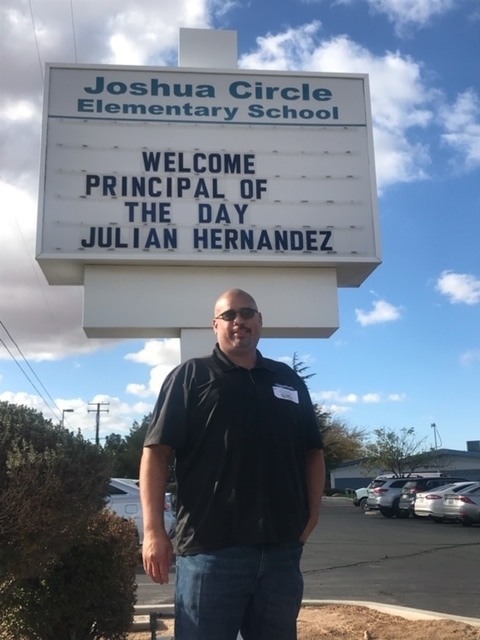 Joshua Circle
Elementary School
WELCOME
PRINCIPAL OF
THE DAY
JULIAN HERNANDEZ